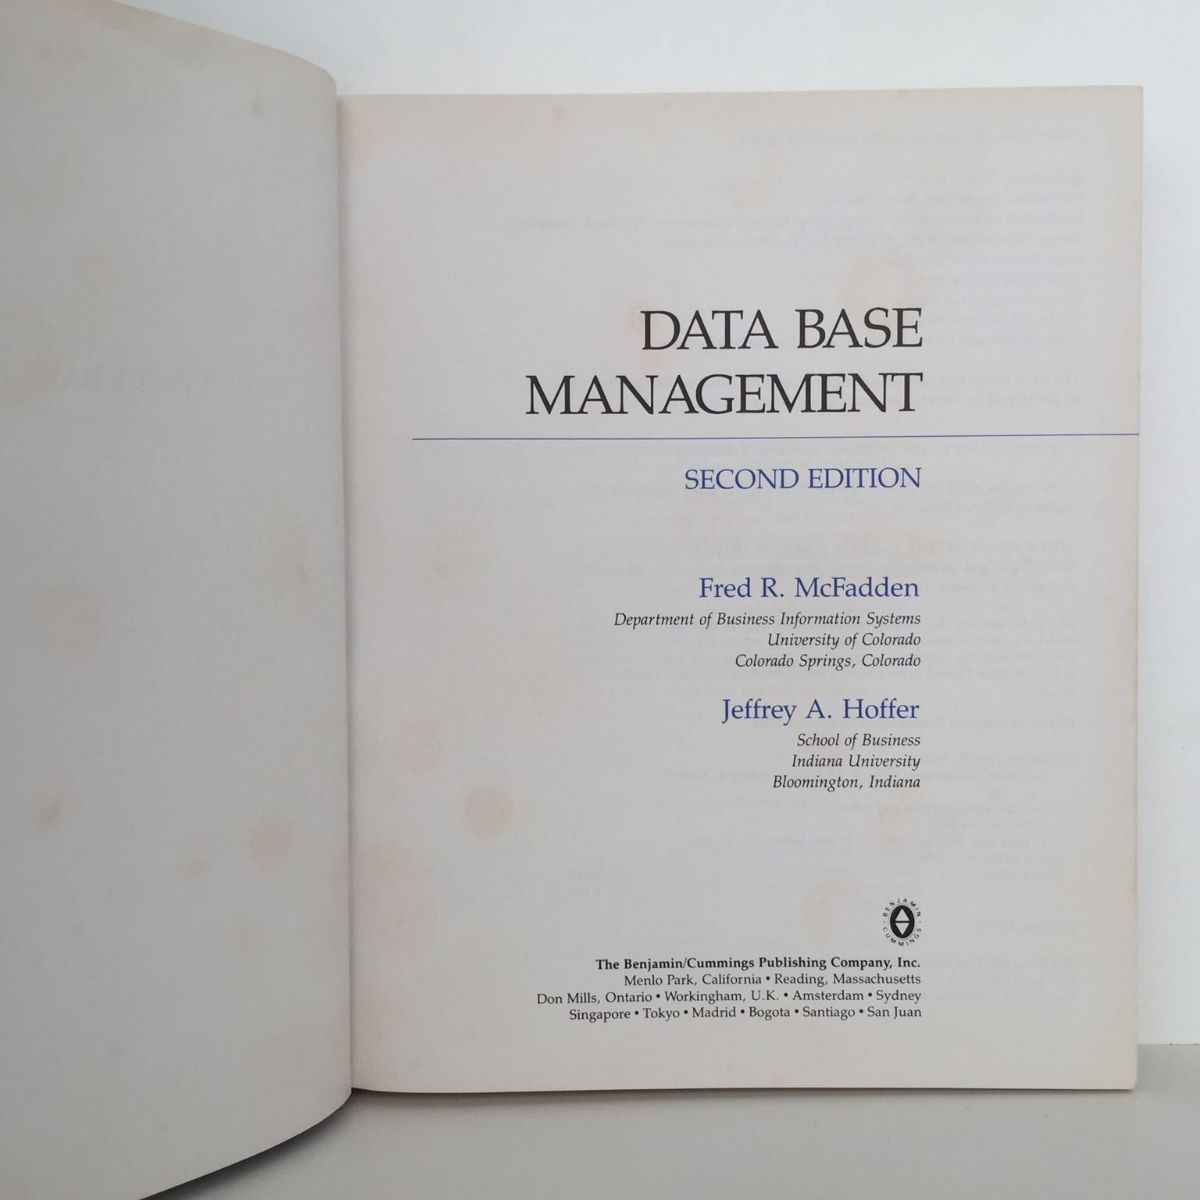 DATA BASE
MANAGEMENT
SECOND EDITION
Fred R. McFadden
Department of Business Information Systems
University of Colorado
Colorado Springs, Colorado
Jeffrey A. Hoffer
School of Business
Indiana University
Bloomington, Indiana
BENJAMIN
CUMMINGS
The Benjamin/Cummings Publishing Company, Inc.
Menlo Park, California • Reading, Massachusetts
Don Mills, Ontario • Workingham, U.K. • Amsterdam • Sydney
Singapore • Tokyo • Madrid • Bogota • Santiago • San Juan